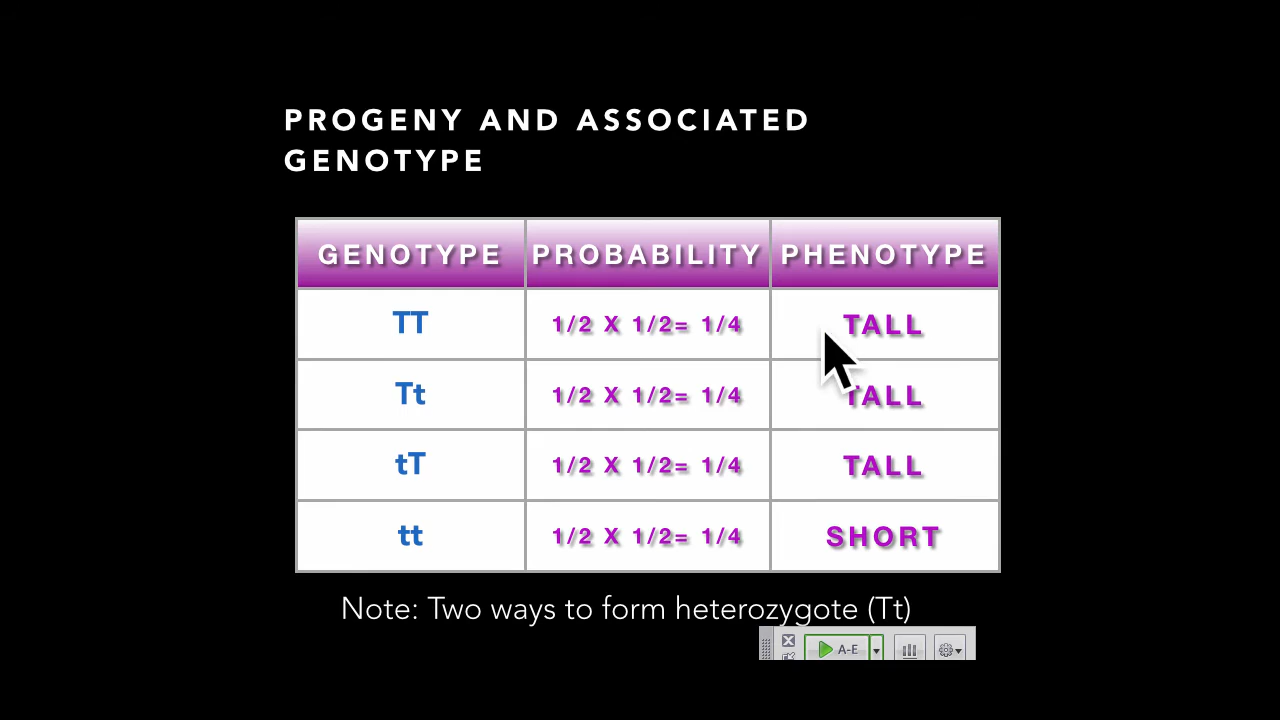 PROGENY AND ASSOCIATED
GENOTYPE
GENOTYPE PROBABILITY PHENOTYPE
TT 1/2 X 1/2= 1/4 TALL
Tt 1/2 X 1/2= 1/4 TALL
tT 1/2 X 1/2= 1/4 TALL
tt 1/2 X 1/2= 1/4 SHORT
Note: Two ways to form heterozygote (Tt)
A-E